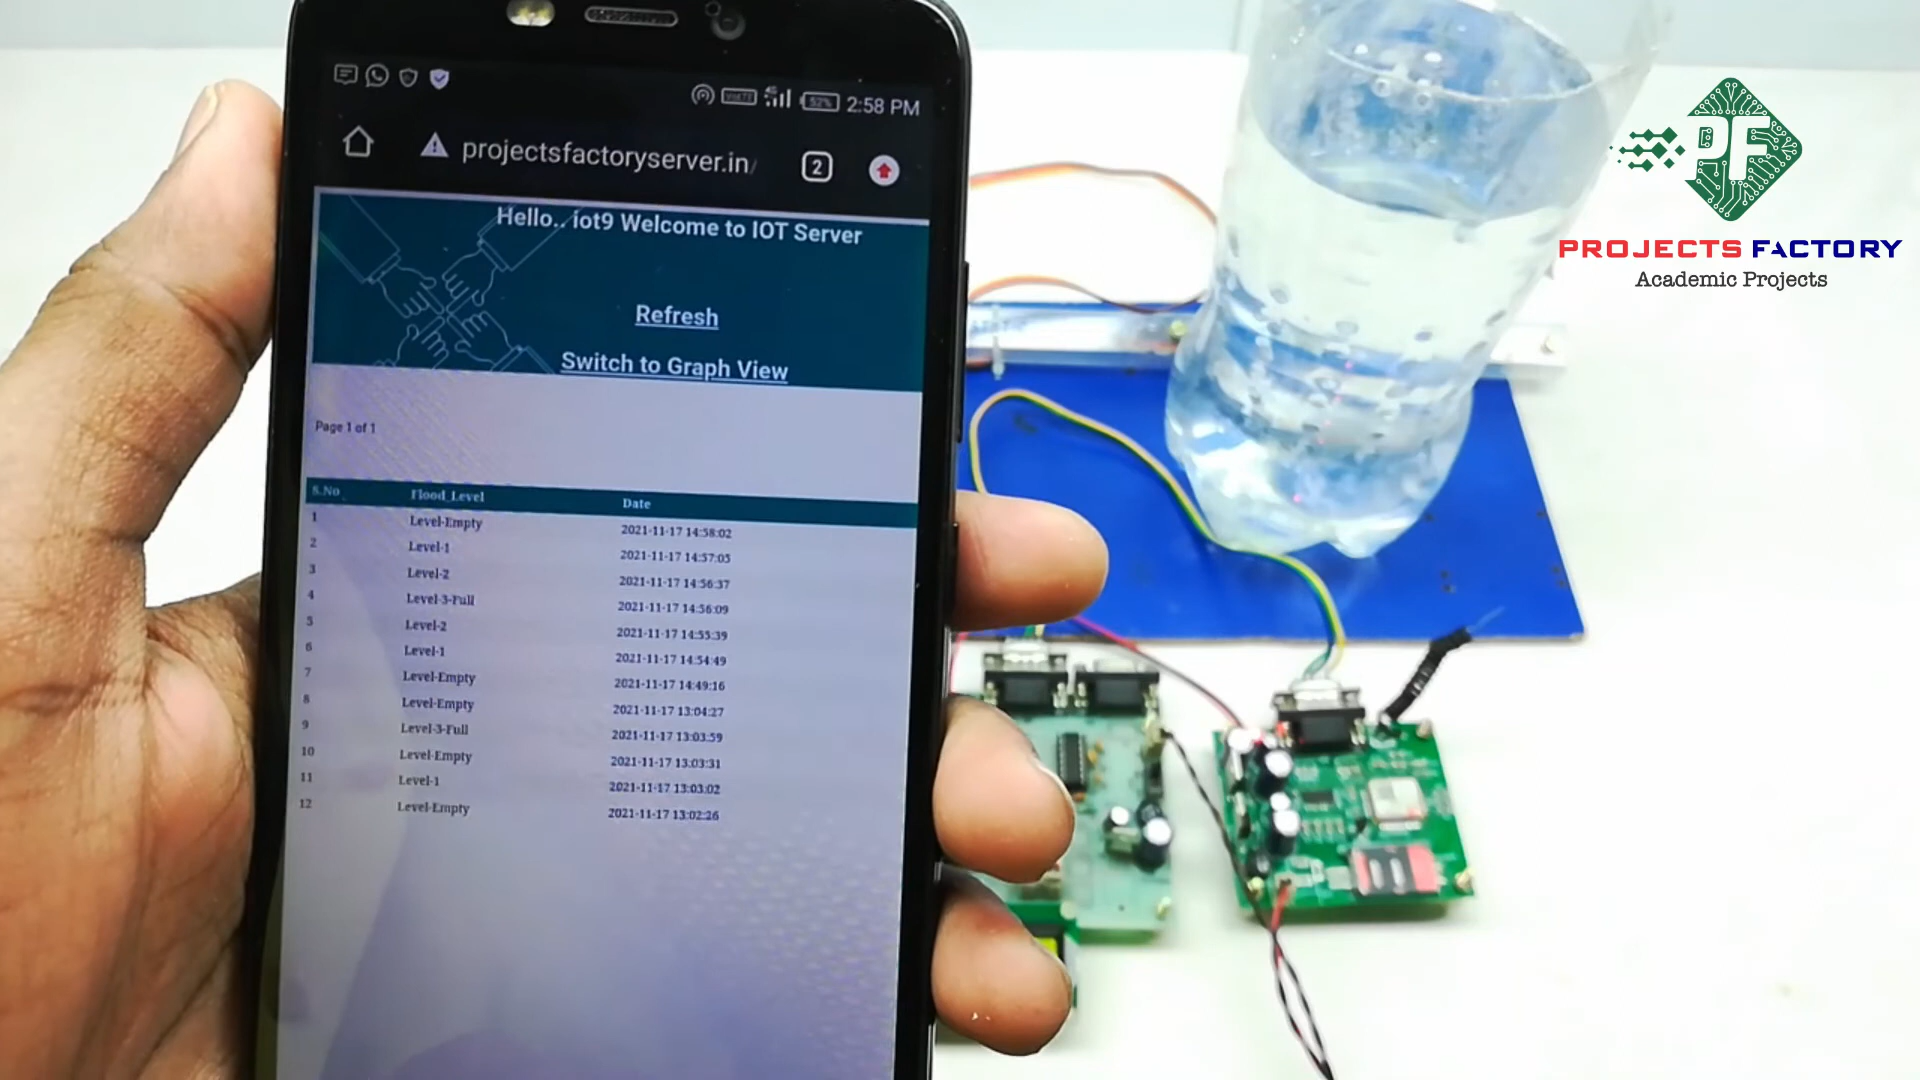 2:58 PM
52%
projectsfactoryserver.in/
2
Hello.. iot9 Welcome to IOT Server
Refresh
Switch to Graph View
Page 1 of 1
S.No Flood_Level Date
1 Level-Empty 2021-11-17 14:58:02
2 Level-1 2021-11-17 14:57:05
3 Level-2 2021-11-17 14:56:37
4 Level-3-Full 2021-11-17 14:56:09
5 Level-2 2021-11-17 14:55:39
6 Level-1 2021-11-17 14:54:49
7 Level-Empty 2021-11-17 14:49:16
8 Level-Empty 2021-11-17 13:04:27
9 Level-3-Full 2021-11-17 13:03:59
10 Level-Empty 2021-11-17 13:03:31
11 Level-1 2021-11-17 13:03:02
12 Level-Empty 2021-11-17 13:02:26
PF
PROJECTS FACTORY
Academic Projects